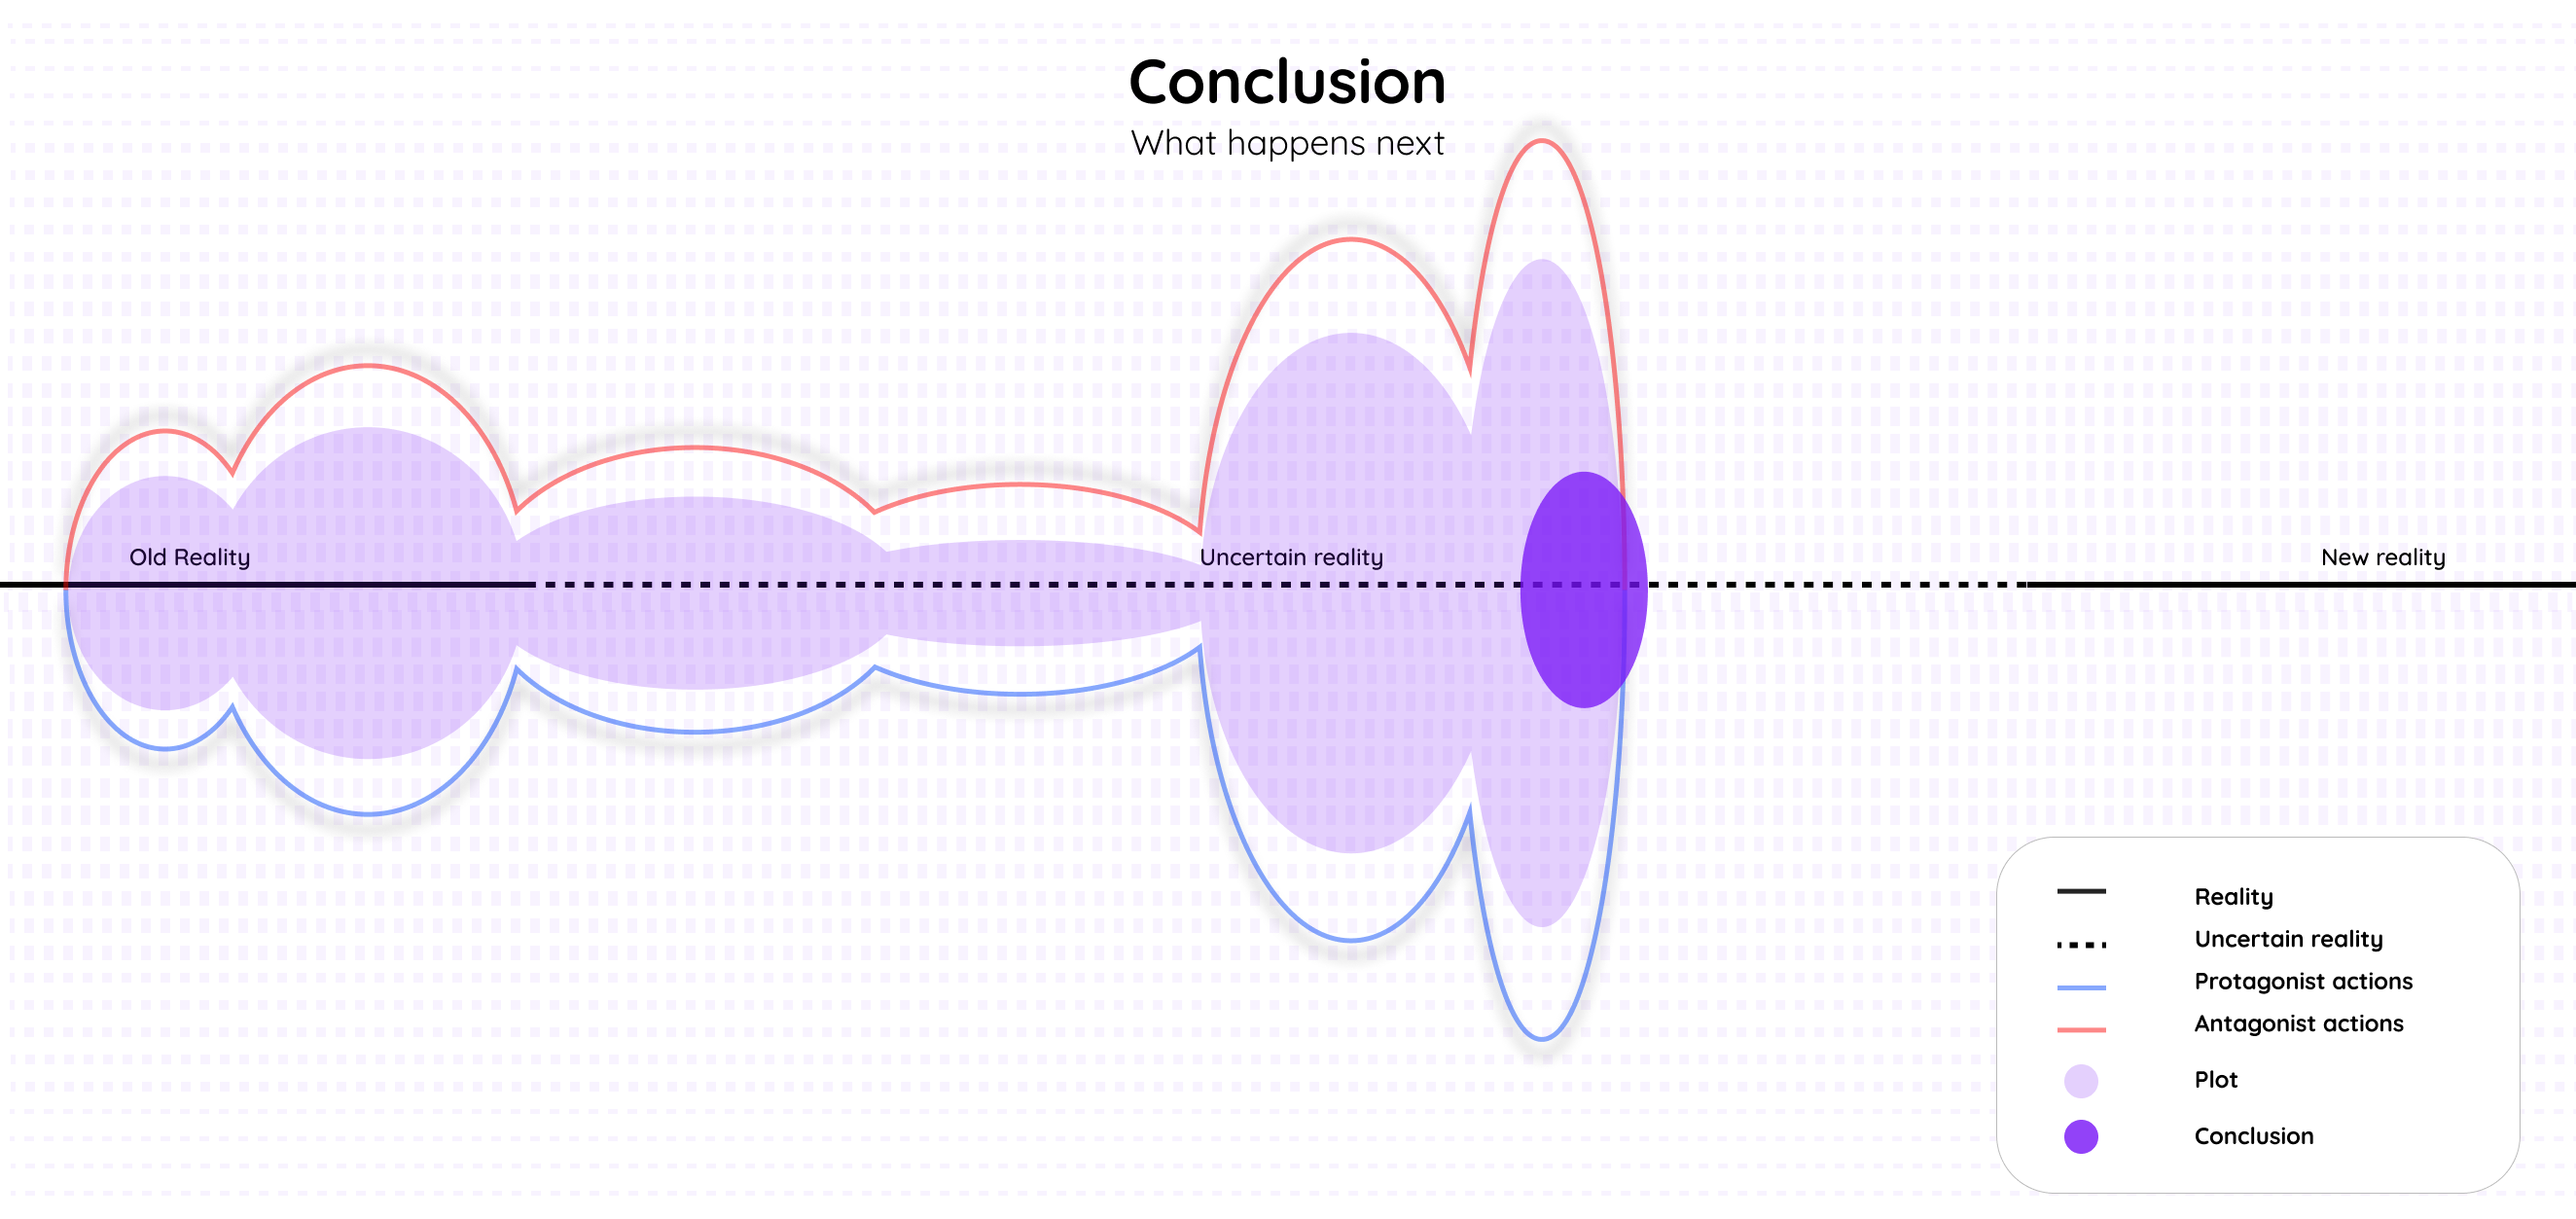 Conclusion
What happens next
Old Reality
Uncertain reality
New reality
Reality
Uncertain reality
Protagonist actions
Antagonist actions
Plot
Conclusion